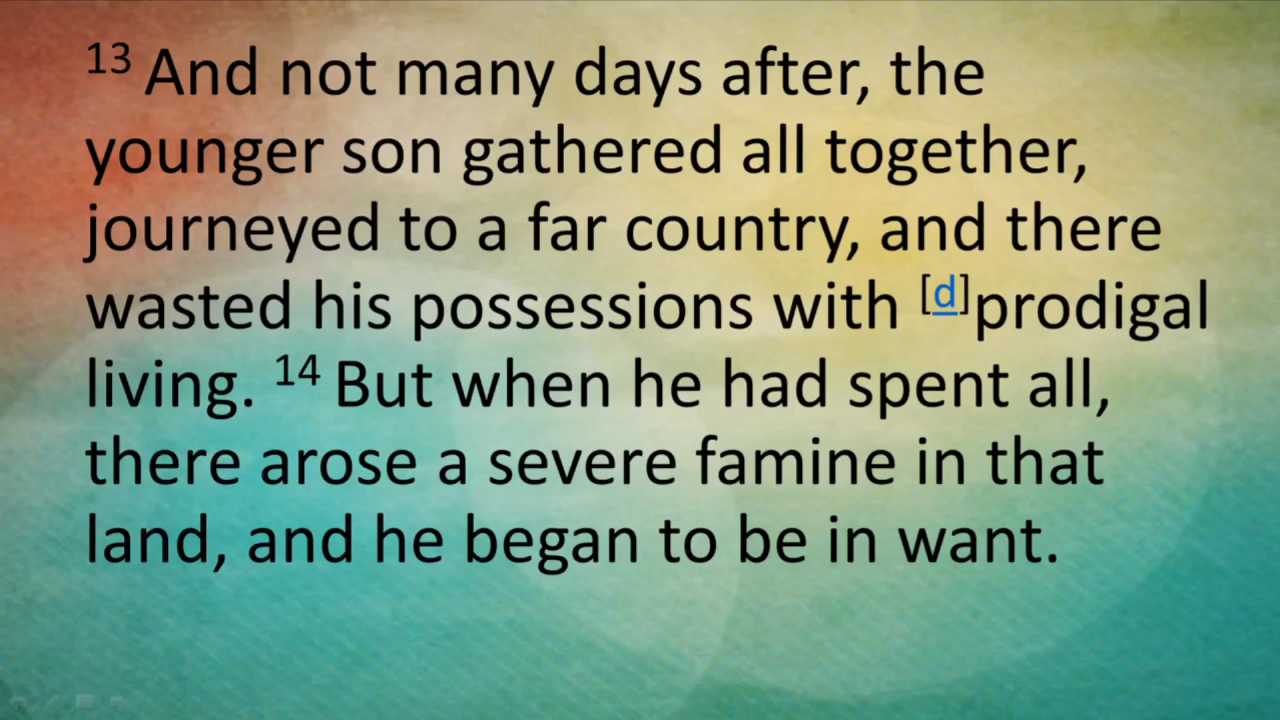 13 And not many days after, the
younger son gathered all together,
journeyed to a far country, and there
wasted his possessions with [d]prodigal
living. 14 But when he had spent all,
there arose a severe famine in that
land, and he began to be in want.